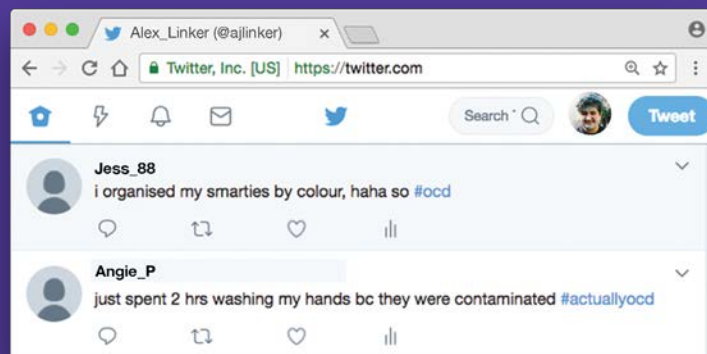 Alex_Linker (@ajlinker) ×
Twitter, Inc. [US] https://twitter.com
Search Tweet
Jess_88
i organised my smarties by colour, haha so #ocd
Angie_P
just spent 2 hrs washing my hands bc they were contaminated #actuallyocd